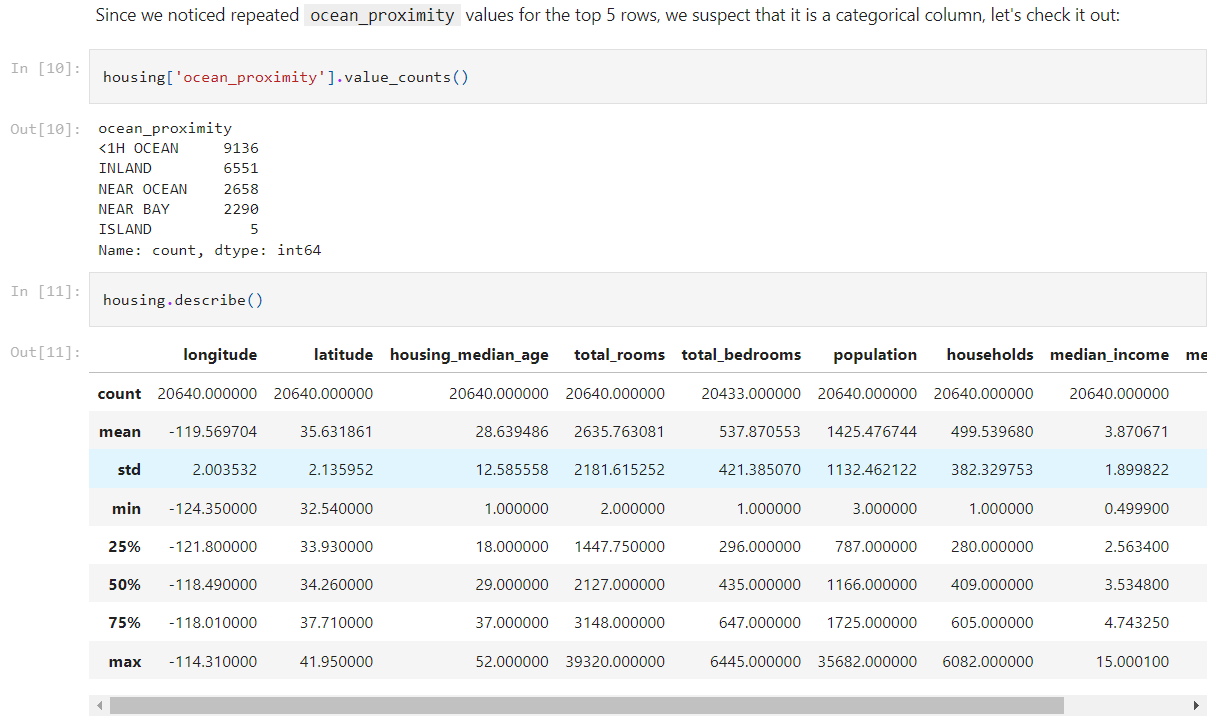 Since we noticed repeated ocean_proximity values for the top 5 rows, we suspect that it is a categorical column, let's check it out:
In [10]: housing['ocean_proximity'].value_counts()
Out[10]: ocean_proximity
<1H OCEAN     9136
INLAND        6551
NEAR OCEAN    2658
NEAR BAY      2290
ISLAND           5
Name: count, dtype: int64
In [11]: housing.describe()
Out[11]: longitude latitude housing_median_age total_rooms total_bedrooms population households median_income me
count 20640.000000 20640.000000 20640.000000 20640.000000 20433.000000 20640.000000 20640.000000 20640.000000
mean -119.569704 35.631861 28.639486 2635.763081 537.870553 1425.476744 499.539680 3.870671
std 2.003532 2.135952 12.585558 2181.615252 421.385070 1132.462122 382.329753 1.899822
min -124.350000 32.540000 1.000000 2.000000 1.000000 3.000000 1.000000 0.499900
25% -121.800000 33.930000 18.000000 1447.750000 296.000000 787.000000 280.000000 2.563400
50% -118.490000 34.260000 29.000000 2127.000000 435.000000 1166.000000 409.000000 3.534800
75% -118.010000 37.710000 37.000000 3148.000000 647.000000 1725.000000 605.000000 4.743250
max -114.310000 41.950000 52.000000 39320.000000 6445.000000 35682.000000 6082.000000 15.000100